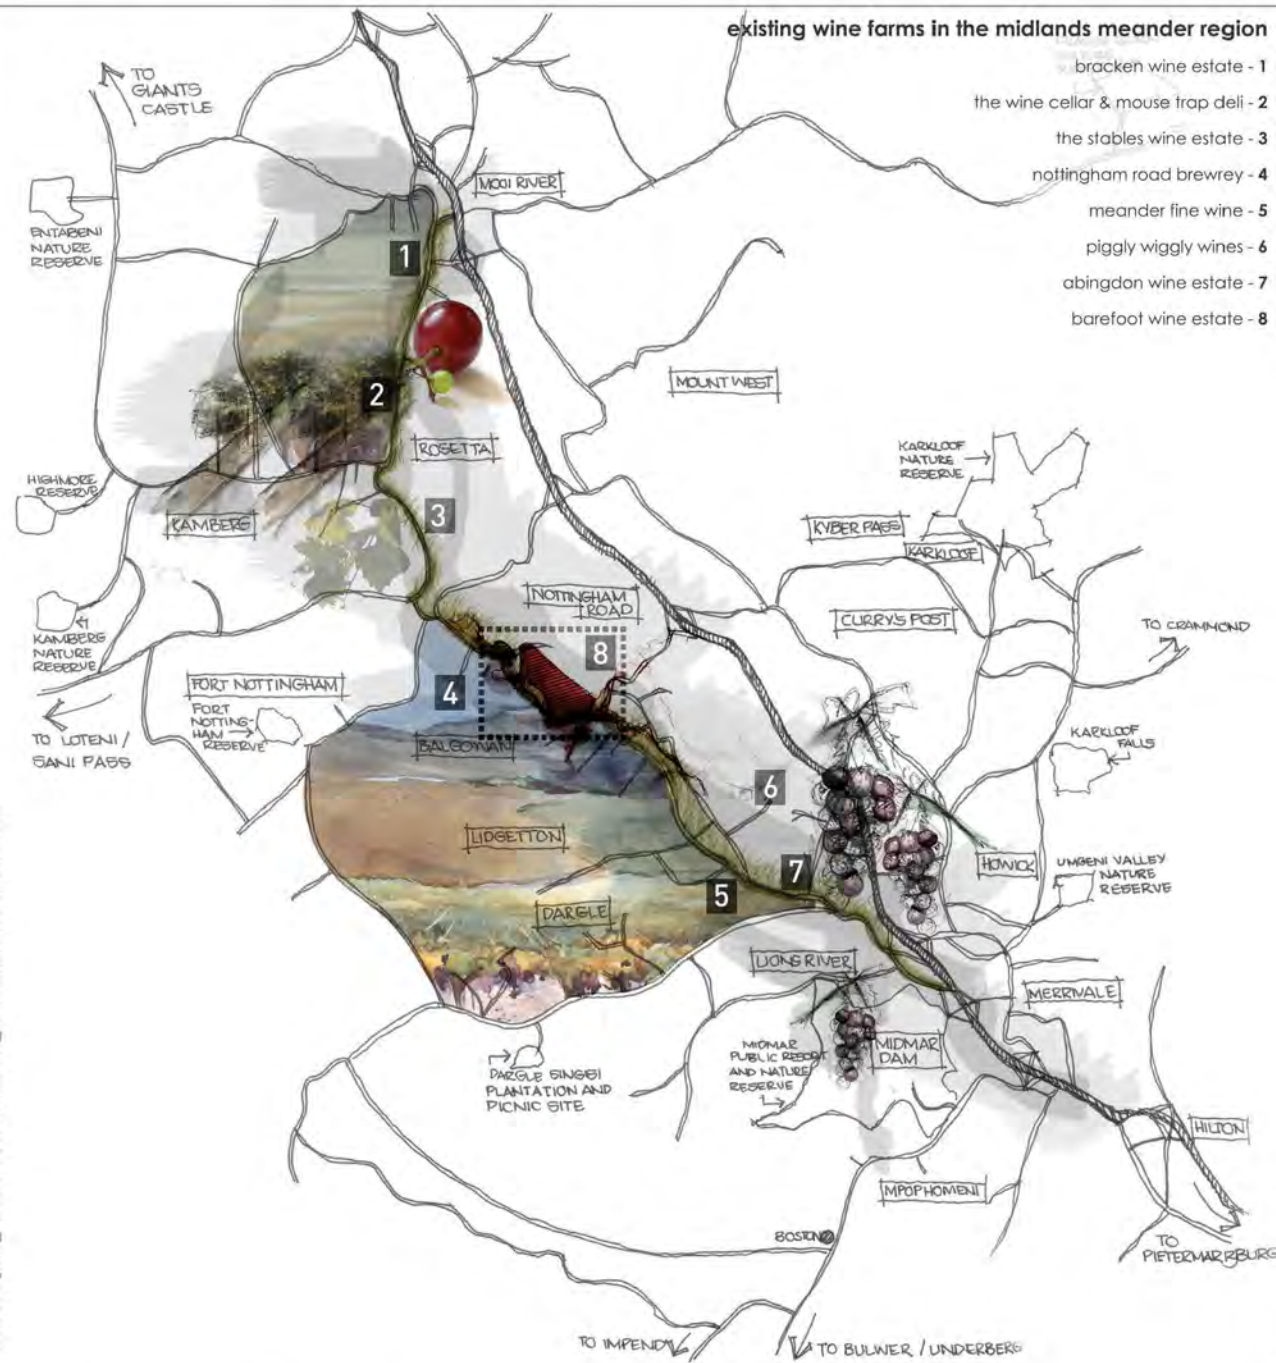 existing wine farms in the midlands meander region
bracken wine estate - 1
the wine cellar & mouse trap deli - 2
the stables wine estate - 3
nottingham road brewrey - 4
meander fine wine - 5
piggly wiggly wines - 6
abingdon wine estate - 7
barefoot wine estate - 8
TO
GIANTS
CASTLE
MOOI RIVER
ENTABENI
NATURE
RESERVE
1
2
MOUNT WEST
ROSETTA
KARKLOOF
NATURE
RESERVE
HIGHMORE
RESERVE
3
KAMBERG
KYBER PASS
KARKLOOF
NOTTINGHAM
ROAD
CURRY'S POST
TO CRAMMOND
KAMBERG
NATURE
RESERVE
8
FORT NOTTINGHAM
4
FORT
NOTTING-
HAM
RESERVE
TO LOTENI/
SANI PASS
BALGOWAN
KARKLOOF
FALLS
6
LIDGETTON
HOWICK
UMGENI VALLEY
NATURE
RESERVE
7
5
DARGLE
LIONS RIVER
MERRIVALE
MIDMAR
PUBLIC RESORT
AND NATURE
RESERVE
MIDMAR
DAM
DARGLE SINGISI
PLANTATION AND
PICNIC SITE
HILTON
MPOPHOMENI
BOSTON
TO
PIETERMARRBURG
TO IMPENDL
TO BULWER / UNDERBERG